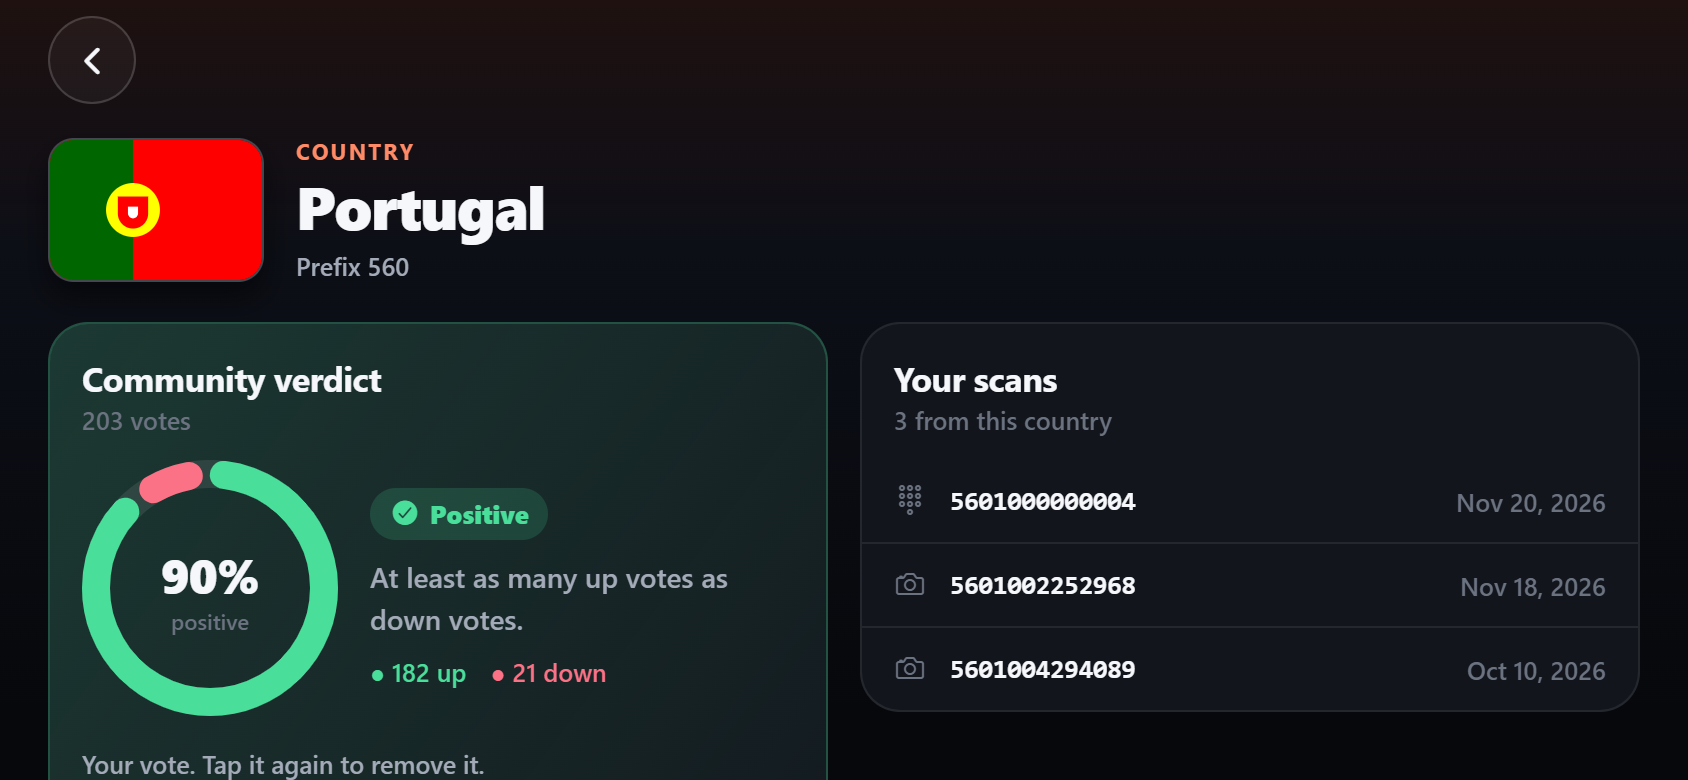 COUNTRY
Portugal
Prefix 560
Community verdict
203 votes
90%
positive
Positive
At least as many up votes as
down votes.
182 up 21 down
Your vote. Tap it again to remove it.
Your scans
3 from this country
5601000000004 Nov 20, 2026
5601002252968 Nov 18, 2026
5601004294089 Oct 10, 2026